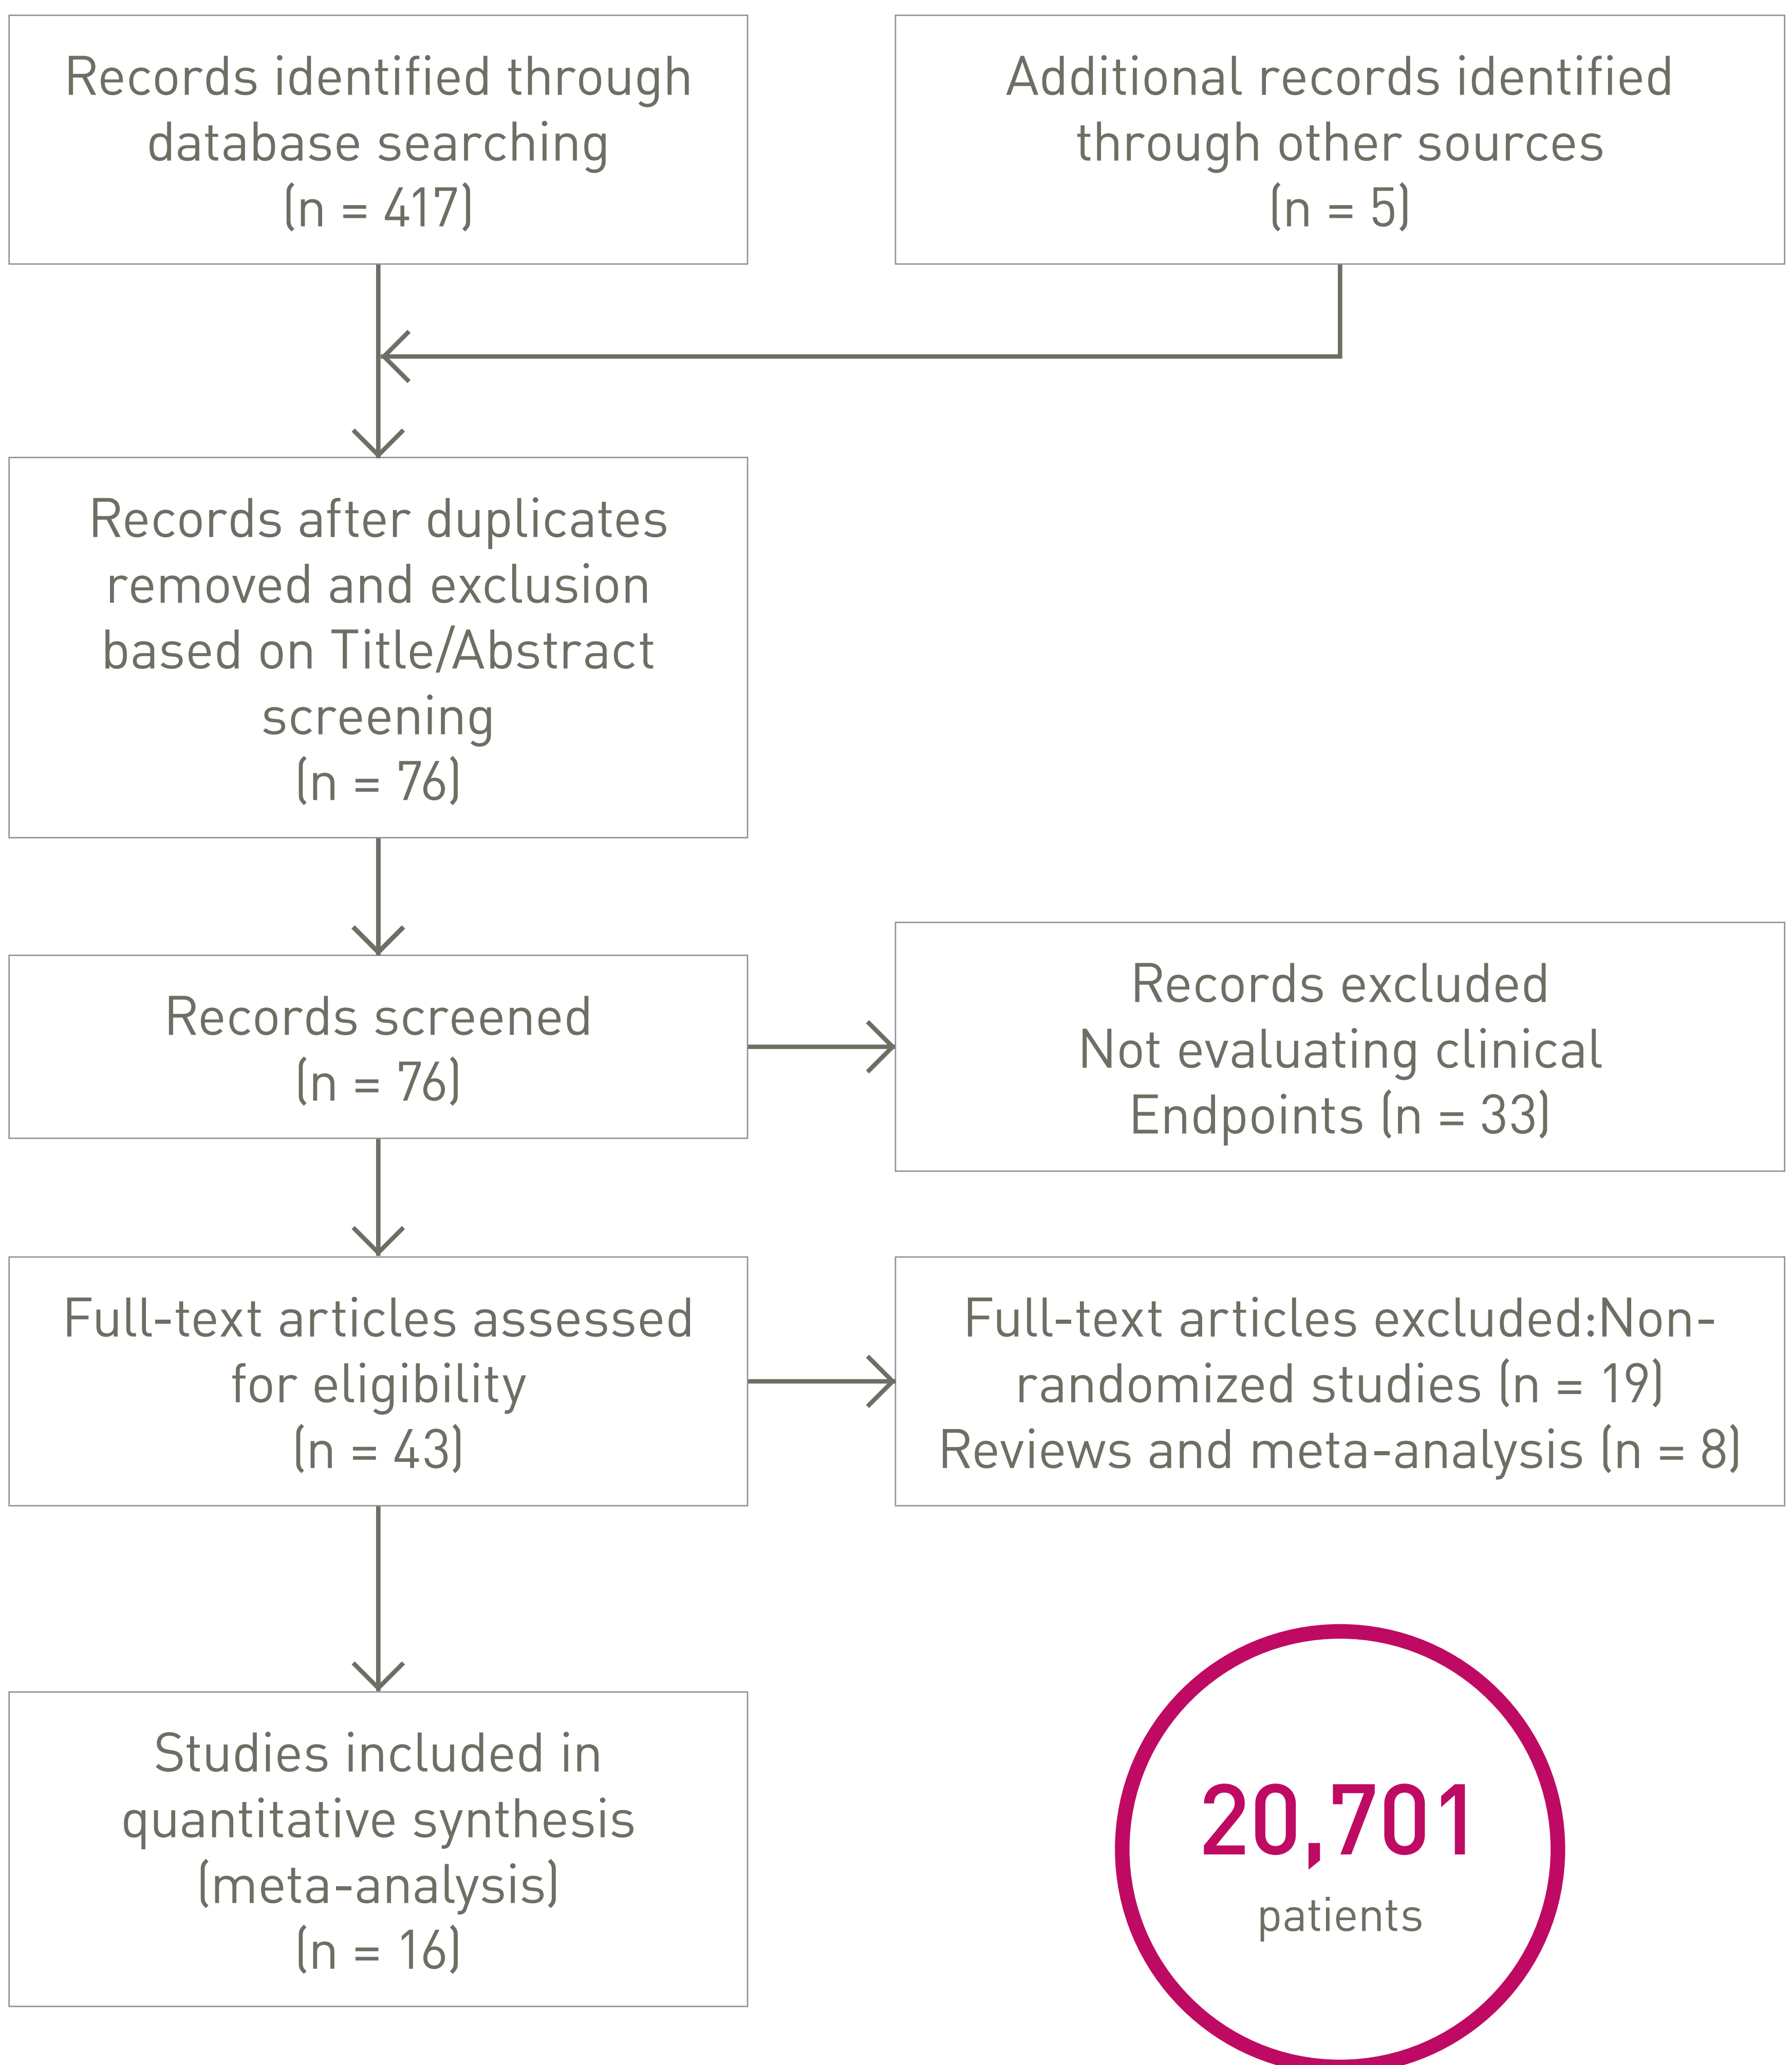 Records identified through
database searching
(n = 417)
Additonal records identified
through other sources
(n = 5)
Records after duplicates
removed and exclusion
based on Title/Abstract
screening
(n = 76)
Records screened
(n = 76)
Records excluded
Not evaluating clinical
Endpoints (n = 33)
Full-text articles assessed
for eligibility
(n = 43)
Full-text articles excluded:Non-
randomized studies (n = 19)
Reviews and meta-analysis (n = 8)
Studies included in
quantitative synthesis
(meta-analysis)
(n = 16)
20,701
patients